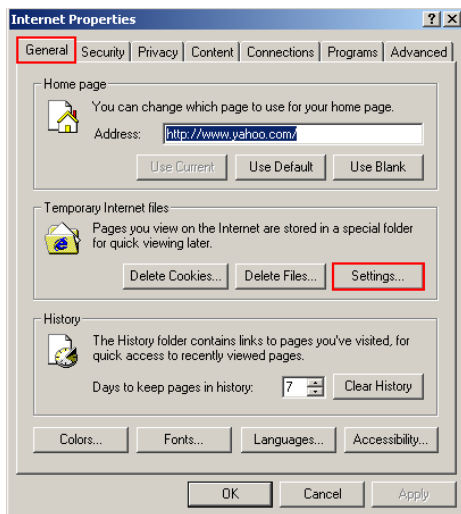 Internet Properties
General Security Privacy Content Connections Programs Advanced
Home page
You can change which page to use for your home page.
Address: http://www.yahoo.com/
Use Current Use Default Use Blank
Temporary Internet files
Pages you view on the Internet are stored in a special folder
for quick viewing later.
Delete Cookies... Delete Files... Settings...
History
The History folder contains links to pages you've visited, for
quick access to recently viewed pages.
Days to keep pages in history: 7 Clear History
Colors... Fonts... Languages... Accessibility...
OK Cancel Apply